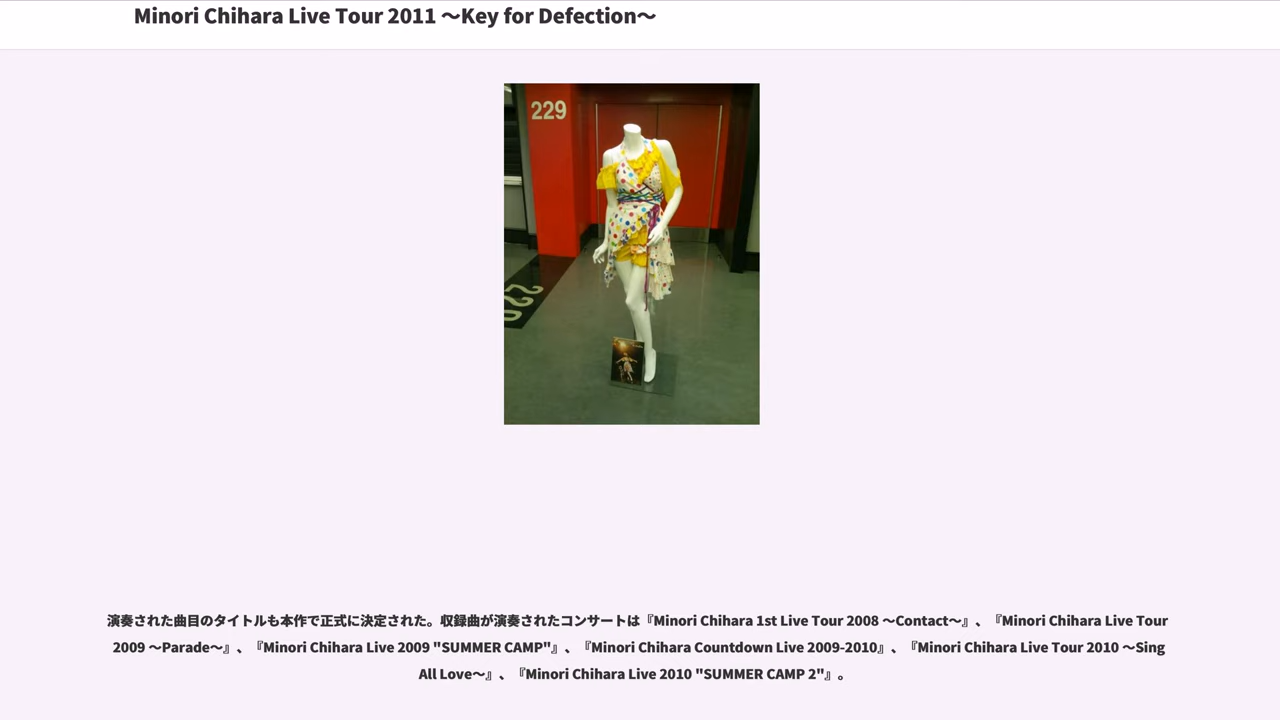 Minori Chihara Live Tour 2011 〜Key for Defection〜
229
229
演奏された曲目のタイトルも本作で正式に決定された。収録曲が演奏されたコンサートは『Minori Chihara 1st Live Tour 2008 〜Contact〜』、『Minori Chihara Live Tour
2009 〜Parade〜』、『Minori Chihara Live 2009 "SUMMER CAMP"』、『Minori Chihara Countdown Live 2009-2010』、『Minori Chihara Live Tour 2010 〜Sing
All Love〜』、『Minori Chihara Live 2010 "SUMMER CAMP 2"』。